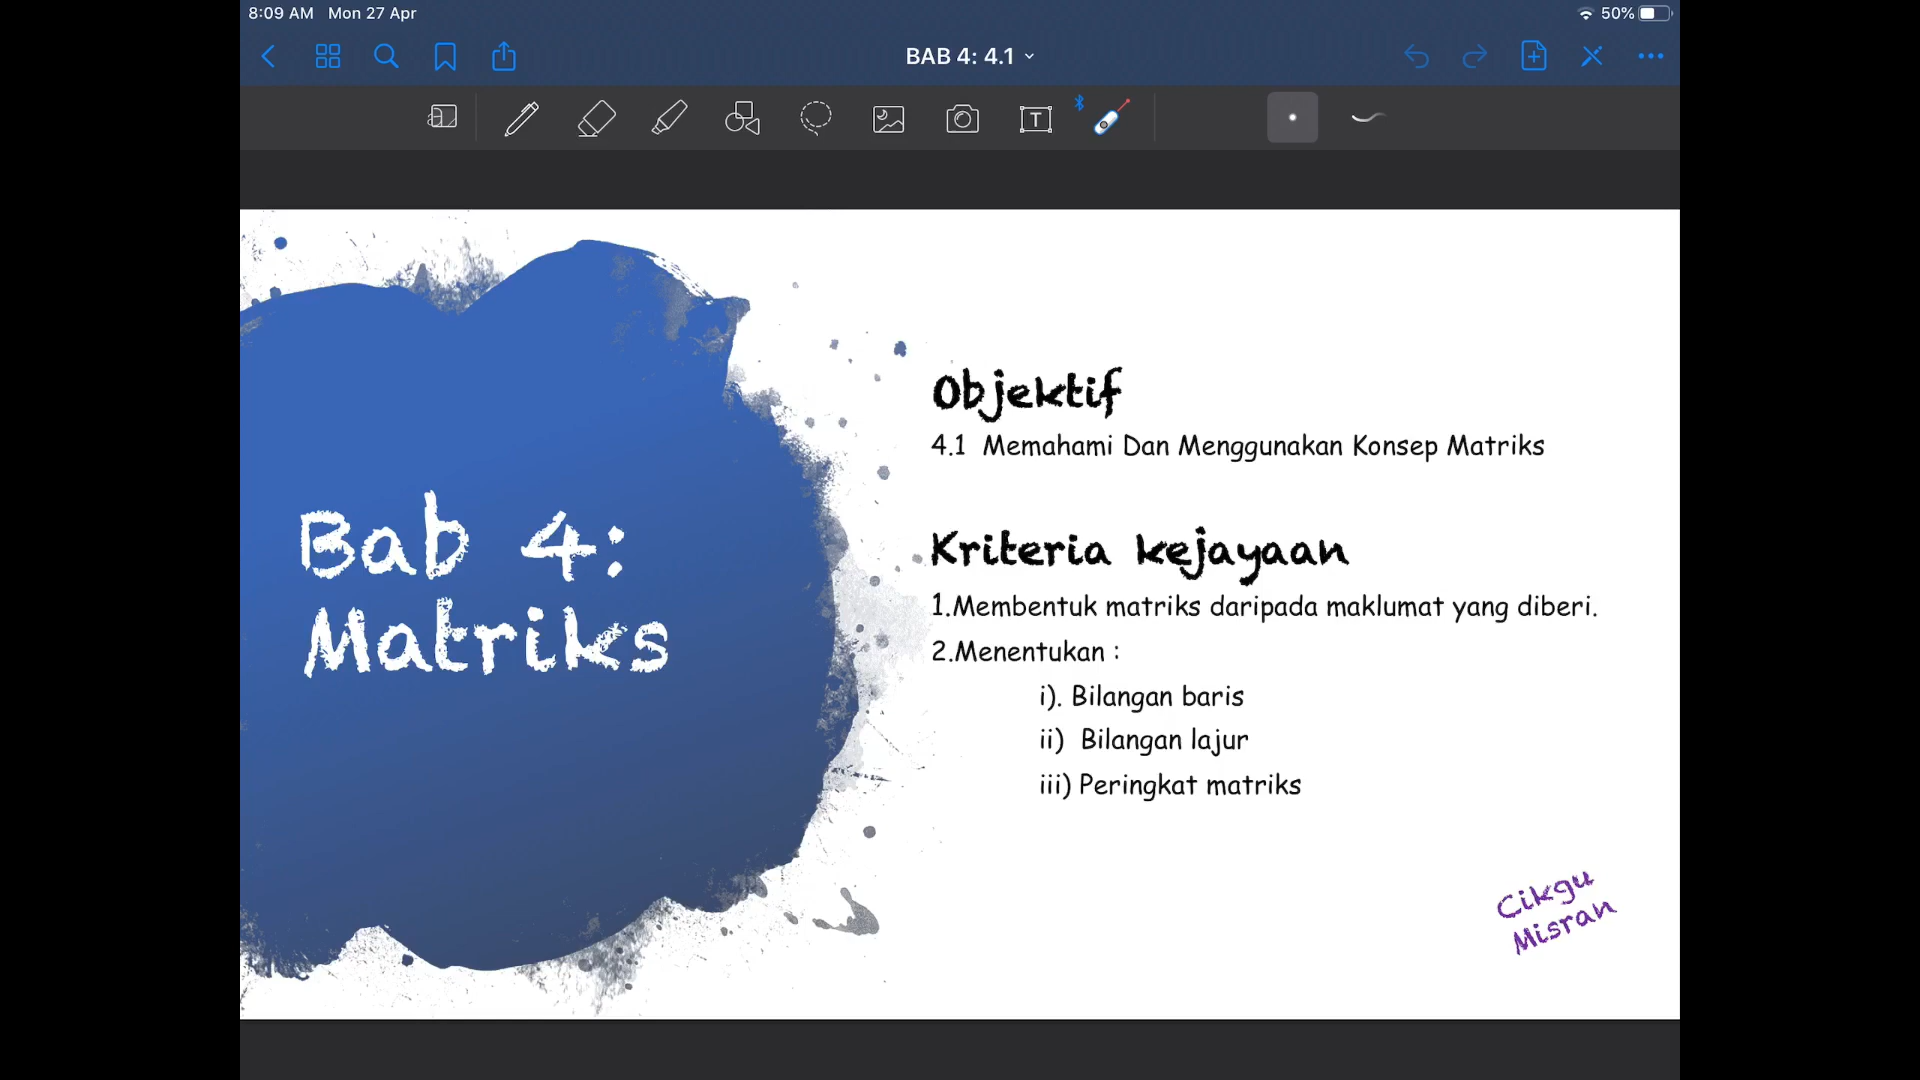 8:09 AM Mon 27 Apr
50%
BAB 4: 4.1
T
Bab 4:
Matriks
Objektif
4.1 Memahami Dan Menggunakan Konsep Matriks
Kriteria kejayaan
1.Membentuk matriks daripada maklumat yang diberi.
2.Menentukan :
i). Bilangan baris
ii) Bilangan lajur
iii) Peringkat matriks
Cikgu
Misran